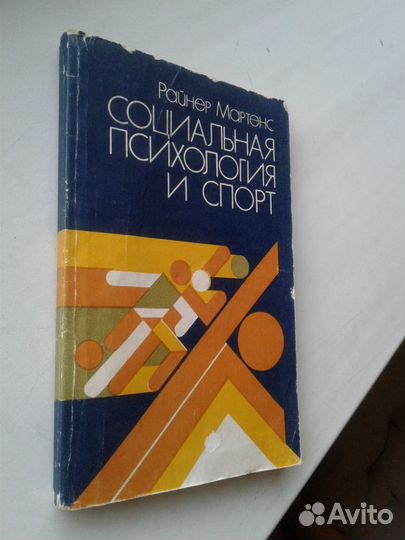 Райнер Мартенс
СОЦИАЛЬНАЯ
ПСИХОЛОГИЯ
И СПОРТ
Avito